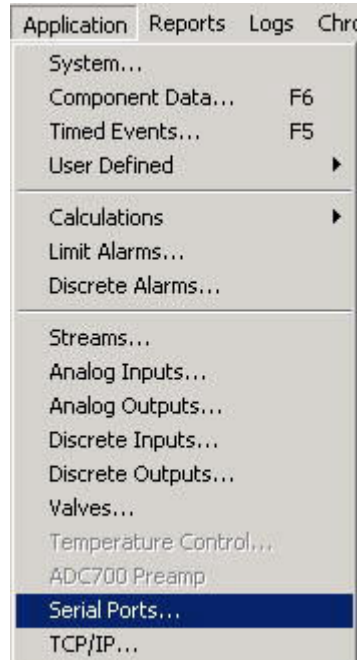 Application Reports Logs Chro
System...
Component Data... F6
Timed Events... F5
User Defined
Calculations
Limit Alarms...
Discrete Alarms...
Streams...
Analog Inputs...
Analog Outputs...
Discrete Inputs...
Discrete Outputs...
Valves...
Temperature Control...
ADC700 Preamp
Serial Ports...
TCP/IP...